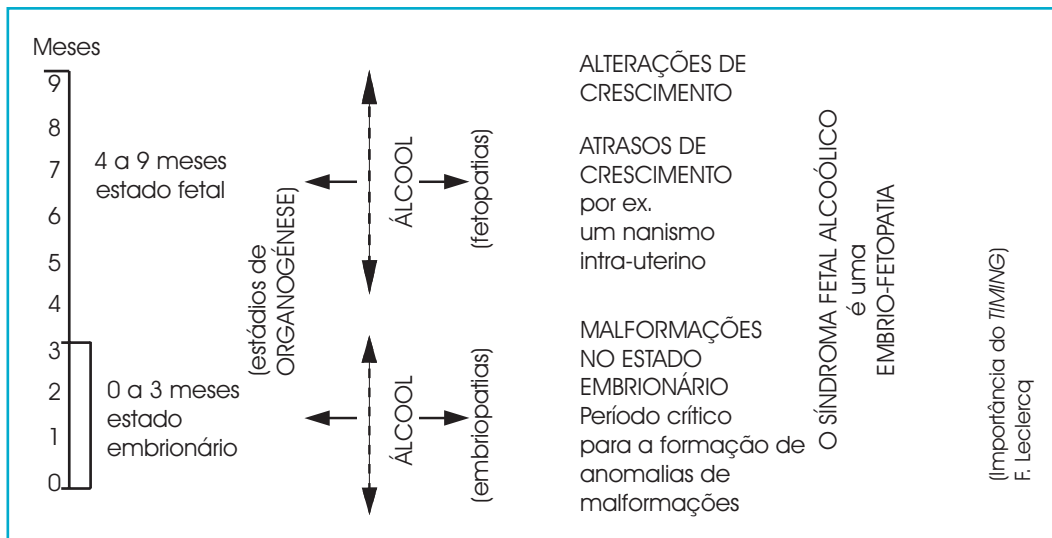 Meses
9
8
7
6
5
4
3
2
1
0
4 a 9 meses
estado fetal
0 a 3 meses
estado
embrionário
(estádios de
ORGANOGÉNESE)
ÁLCOOL
(fetopatias)
ÁLCOOL
(embriopatias)
ALTERAÇÕES DE
CRESCIMENTO
ATRASOS DE
CRESCIMENTO
por ex.
um nanismo
intra-uterino
MALFORMAÇÕES
NO ESTADO
EMBRIONÁRIO
Período crítico
para a formação de
anomalias de
malformações
O SÍNDROMA FETAL ALCOÓLICO
é uma
EMBRIO-FETOPATIA
(Importância do TIMING)
F. Leclercq